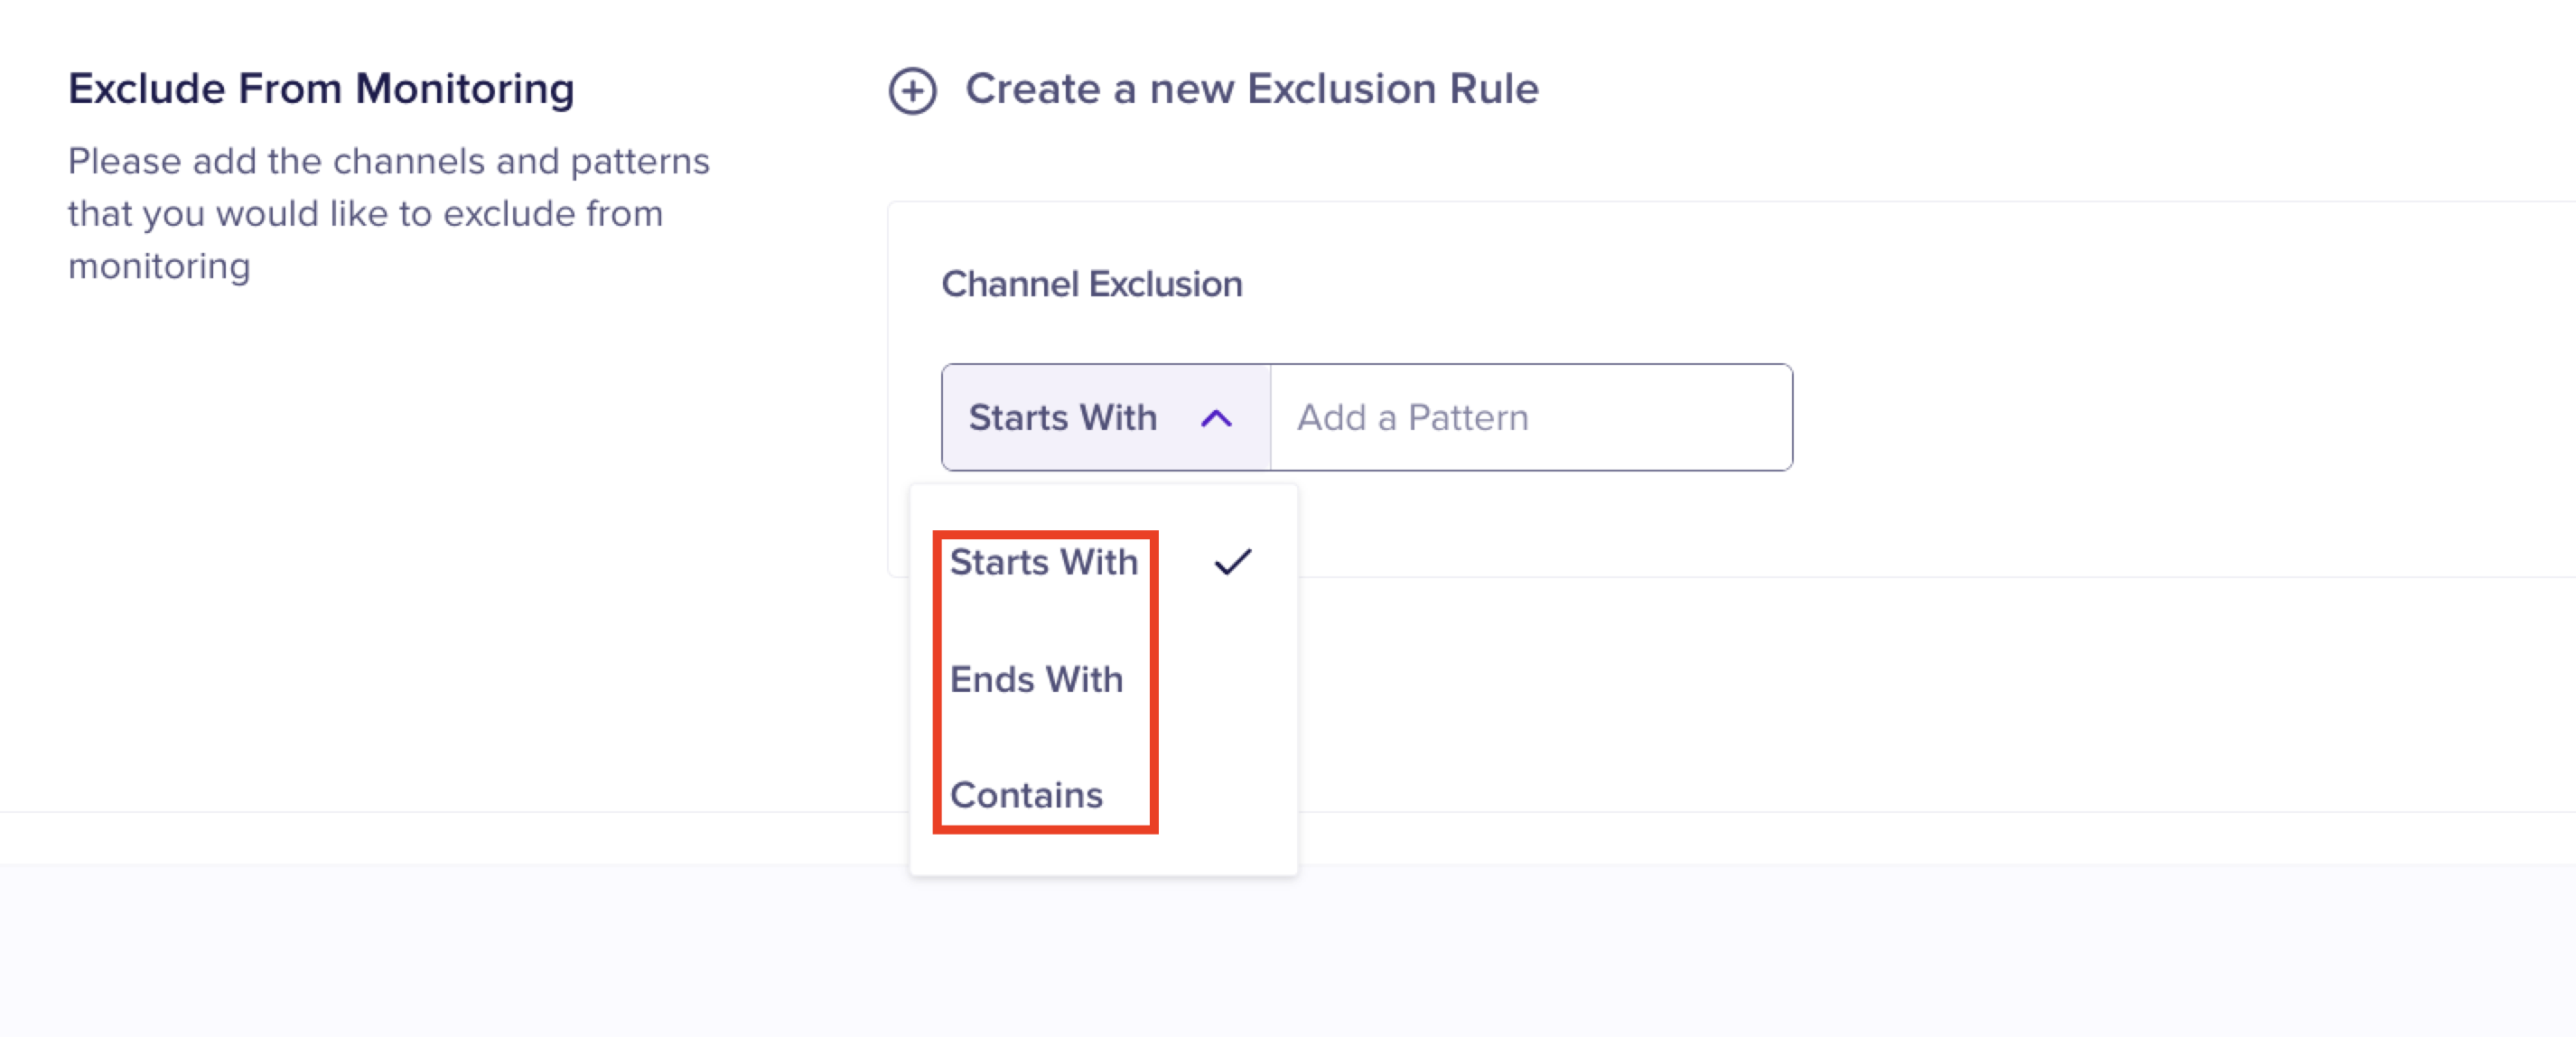 Exclude From Monitoring
Please add the channels and patterns
that you would like to exclude from
monitoring
Create a new Exclusion Rule
Channel Exclusion
Starts With
Add a Pattern
Starts With
Ends With
Contains